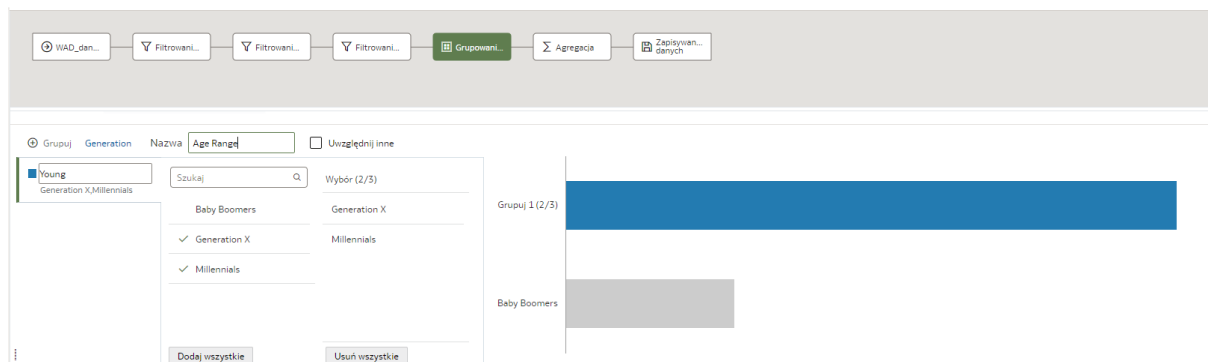 WAD_dan...
Filtrowani...
Filtrowani...
Filtrowani...
Grupowani...
Agregacja
Zapisywan...
danych
Grupuj
Generation
Nazwa
Age Range
Uwzględnij inne
Young
Generation X,Millennials
Szukaj
Baby Boomers
Generation X
Millennials
Dodaj wszystkie
Wybór (2/3)
Generation X
Millennials
Usuń wszystkie
Grupuj 1 (2/3)
Baby Boomers